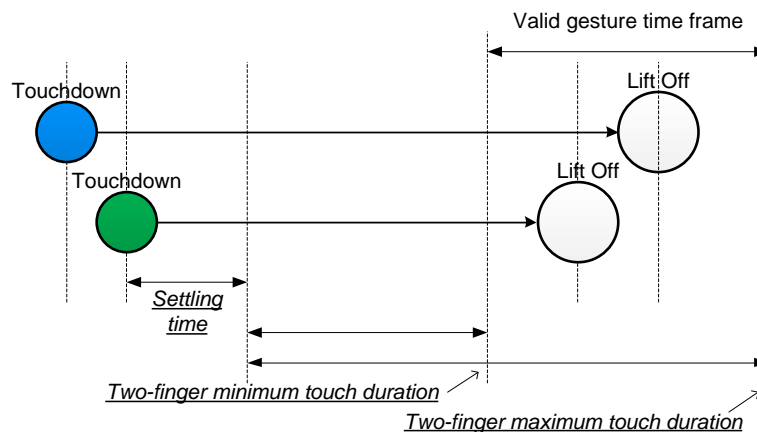 Valid gesture time frame
Touchdown
Lift Off
Touchdown
Lift Off
Settling
time
Two-finger minimum touch duration
Two-finger maximum touch duration